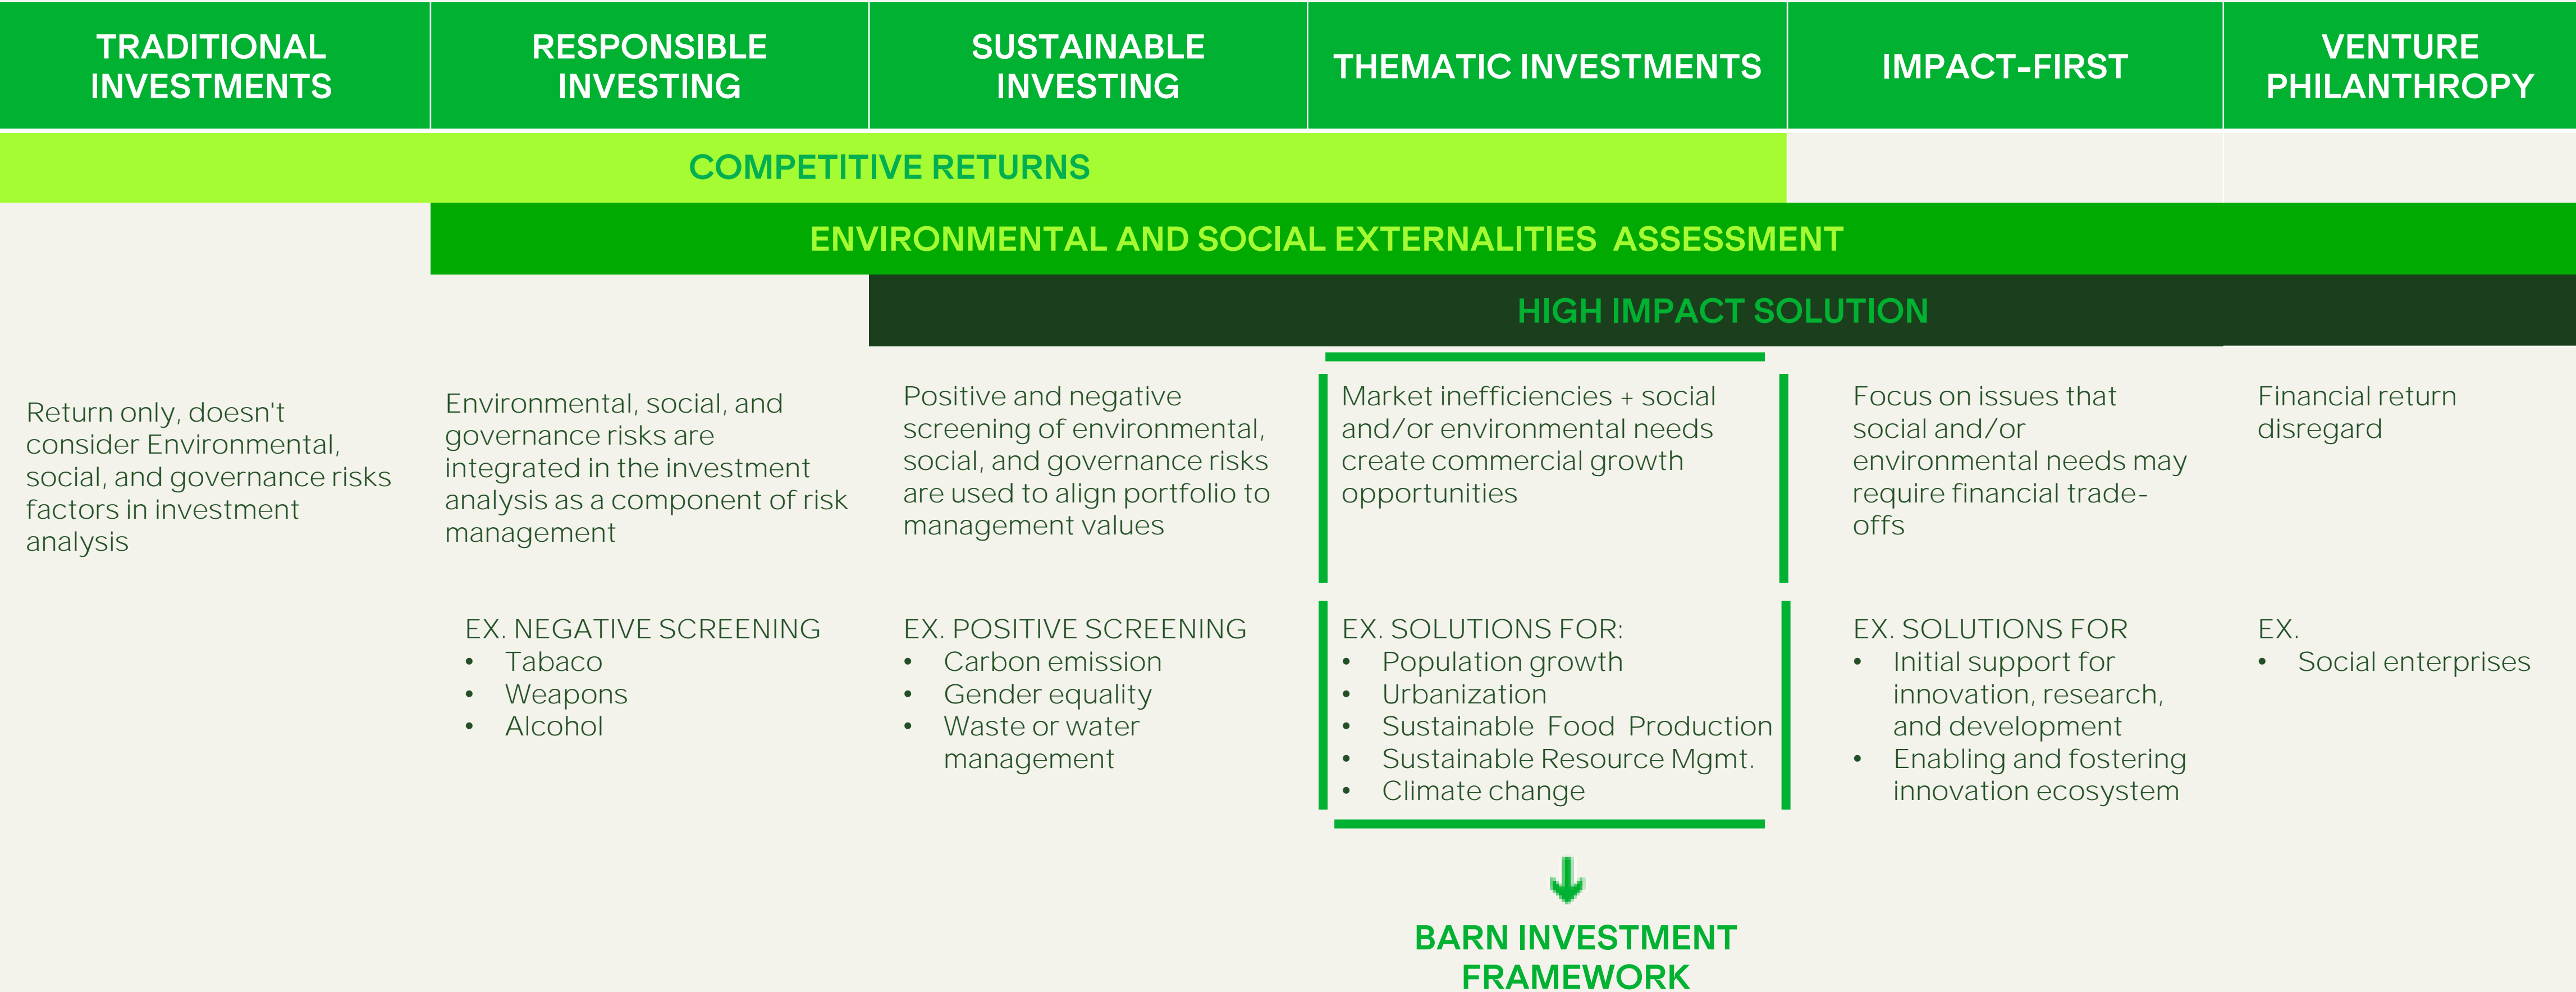 TRADITIONAL
INVESTMENTS
RESPONSIBLE
INVESTING
SUSTAINABLE
INVESTING
THEMATIC INVESTMENTS
IMPACT-FIRST
VENTURE
PHILANTHROPY
COMPETITIVE RETURNS
ENVIRONMENTAL AND SOCIAL EXTERNALITIES ASSESSMENT
HIGH IMPACT SOLUTION
Return only, doesn't
consider Environmental,
social, and governance risks
factors in investment
analysis
Environmental, social, and
governance risks are
integrated in the investment
analysis as a component of risk
management
Positive and negative
screening of environmental,
social, and governance risks
are used to align portfolio to
management values
Market inefficiencies + social
and/or environmental needs
create commercial growth
opportunities
Focus on issues that
social and/or
environmental needs may
require financial trade-
offs
Financial return
disregard
EX. NEGATIVE SCREENING
• Tabaco
• Weapons
• Alcohol
EX. POSITIVE SCREENING
• Carbon emission
• Gender equality
• Waste or water
management
EX. SOLUTIONS FOR:
• Population growth
• Urbanization
• Sustainable Food Production
• Sustainable Resource Mgmt.
• Climate change
EX. SOLUTIONS FOR
• Initial support for
innovation, research,
and development
• Enabling and fostering
innovation ecosystem
EX.
• Social enterprises
BARN INVESTMENT
FRAMEWORK